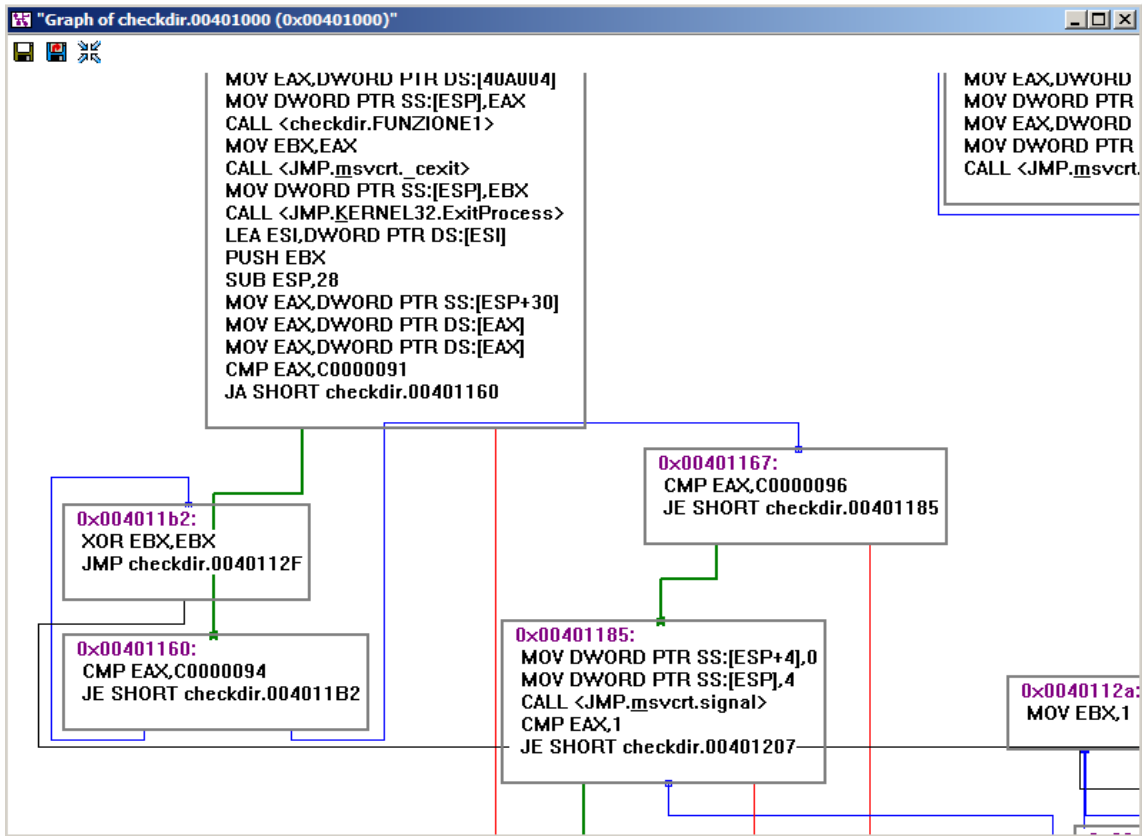 "Graph of checkdir.00401000 (0x00401000)"
MOV EAX,DWORD PTR DS:[40A004]
MOV DWORD PTR SS:[ESP],EAX
CALL <checkdir.FUNZIONE1>
MOV EBX,EAX
CALL <JMP.msvcrt._cexit>
MOV DWORD PTR SS:[ESP],EBX
CALL <JMP.KERNEL32.ExitProcess>
LEA ESI,DWORD PTR DS:[ESI]
PUSH EBX
SUB ESP,28
MOV EAX,DWORD PTR SS:[ESP+30]
MOV EAX,DWORD PTR DS:[EAX]
MOV EAX,DWORD PTR DS:[EAX]
CMP EAX,C0000091
JA SHORT checkdir.00401160
MOV EAX,DWORD
MOV DWORD PTR
MOV EAX,DWORD
MOV DWORD PTR
CALL <JMP.msvcrt.
0x00401167:
CMP EAX,C0000096
JE SHORT checkdir.00401185
0x004011b2:
XOR EBX,EBX
JMP checkdir.0040112F
0x00401160:
CMP EAX,C0000094
JE SHORT checkdir.004011B2
0x00401185:
MOV DWORD PTR SS:[ESP+4],0
MOV DWORD PTR SS:[ESP],4
CALL <JMP.msvcrt.signal>
CMP EAX,1
JE SHORT checkdir.00401207
0x0040112a:
MOV EBX,1